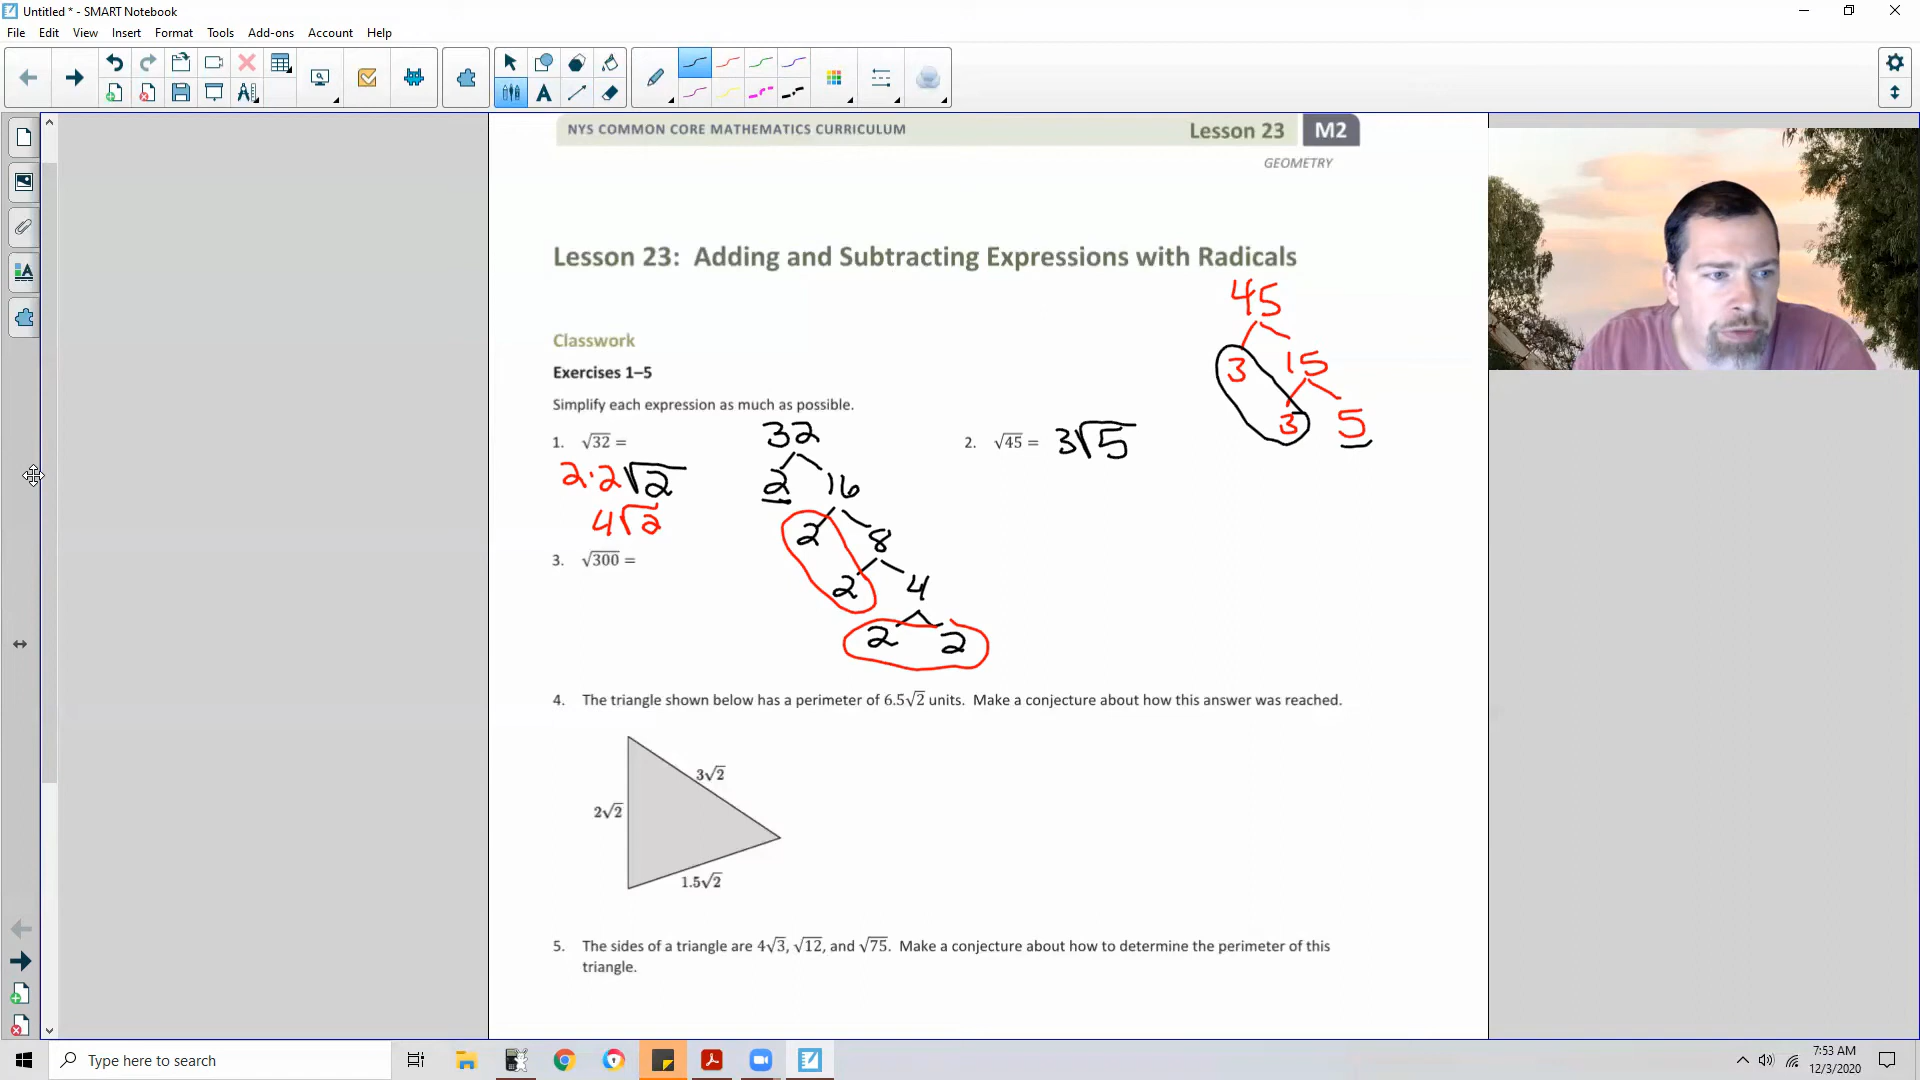 Untitled * - SMART Notebook
File Edit View Insert Format Tools Add-ons Account Help
NYS COMMON CORE MATHEMATICS CURRICULUM
Lesson 23 M2
GEOMETRY
Lesson 23: Adding and Subtracting Expressions with Radicals
45
3 15
3 5
Classwork
Exercises 1–5
Simplify each expression as much as possible.
1. √32 =
2·2√2
4√2
32
2 16
2 8
2 4
2 2
2. √45 = 3√5
3. √300 =
4. The triangle shown below has a perimeter of 6.5√2 units. Make a conjecture about how this answer was reached.
3√2
2√2
1.5√2
5. The sides of a triangle are 4√3, √12, and √75. Make a conjecture about how to determine the perimeter of this
triangle.
Type here to search
7:53 AM
12/3/2020